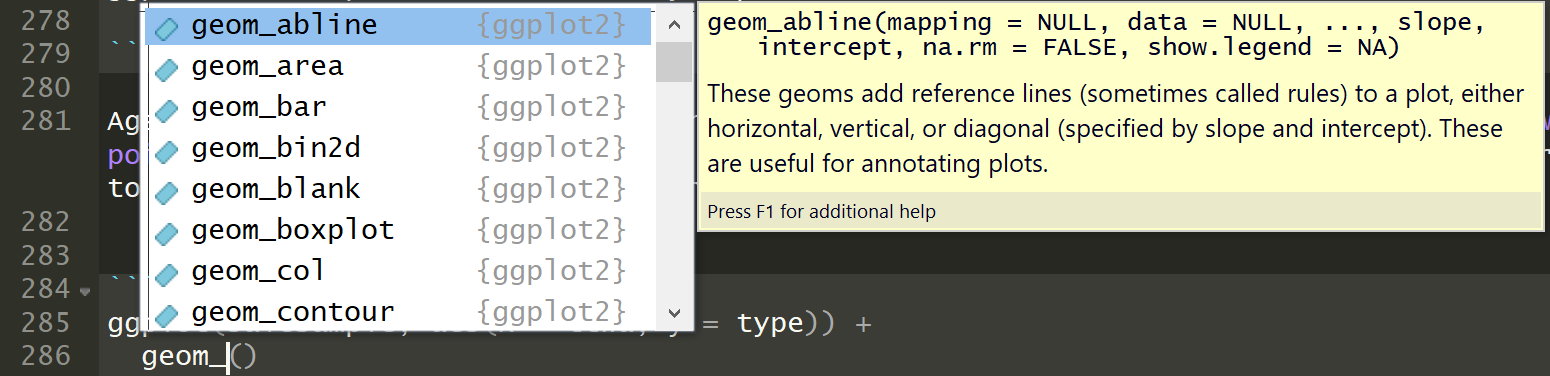 278
279 ``
280
281 Ag
po
to
282
283
284 ``
285 gg = type)) +
286 geom_()
geom_abline {ggplot2}
geom_area {ggplot2}
geom_bar {ggplot2}
geom_bin2d {ggplot2}
geom_blank {ggplot2}
geom_boxplot {ggplot2}
geom_col {ggplot2}
geom_contour {ggplot2}
geom_abline(mapping = NULL, data = NULL, ..., slope,
intercept, na.rm = FALSE, show.legend = NA)
These geoms add reference lines (sometimes called rules) to a plot, either
horizontal, vertical, or diagonal (specified by slope and intercept). These
are useful for annotating plots.
Press F1 for additional help